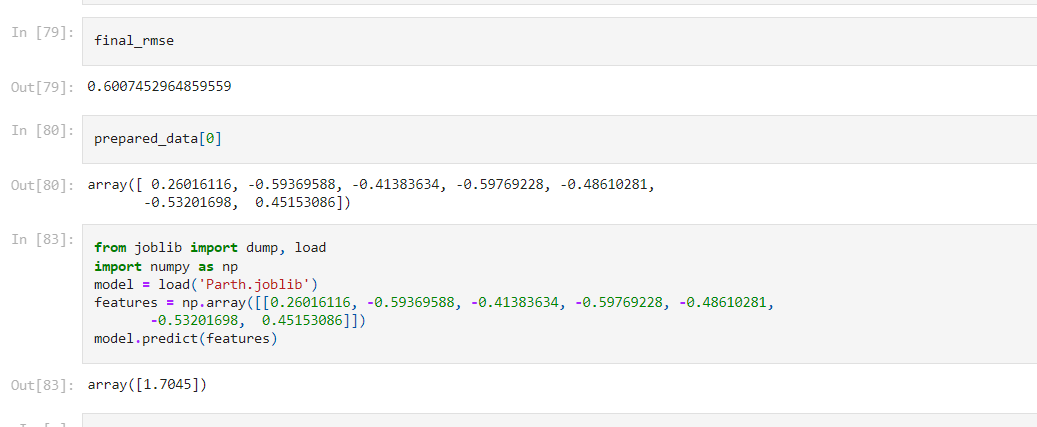 In [79]:
final_rmse
Out[79]: 0.6007452964859559
In [80]:
prepared_data[0]
Out[80]: array([ 0.26016116, -0.59369588, -0.41383634, -0.59769228, -0.48610281,
-0.53201698,  0.45153086])
In [83]:
from joblib import dump, load
import numpy as np
model = load('Parth.joblib')
features = np.array([[0.26016116, -0.59369588, -0.41383634, -0.59769228, -0.48610281,
-0.53201698,  0.45153086]])
model.predict(features)
Out[83]: array([1.7045])